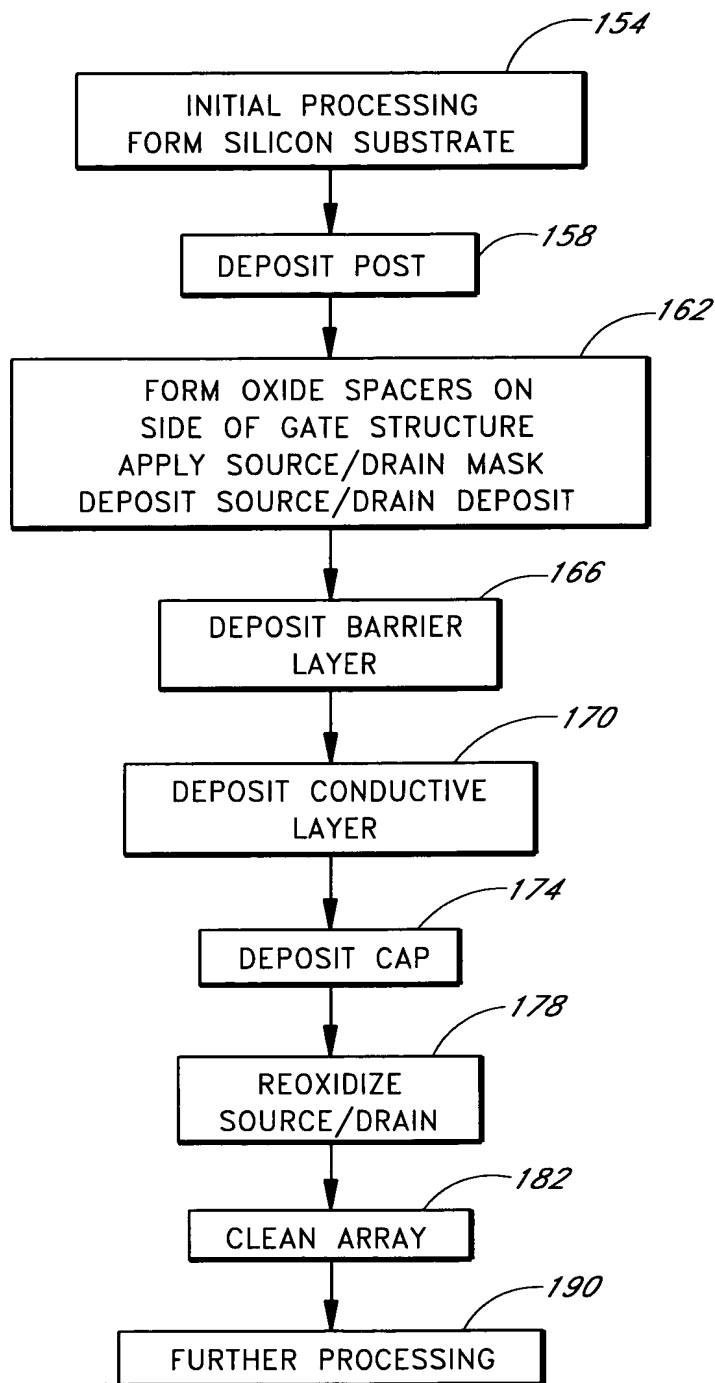 154
INITIAL PROCESSING
FORM SILICON SUBSTRATE
158
DEPOSIT POST
162
FORM OXIDE SPACERS ON
SIDE OF GATE STRUCTURE
APPLY SOURCE/DRAIN MASK
DEPOSIT SOURCE/DRAIN DEPOSIT
166
DEPOSIT BARRIER
LAYER
170
DEPOSIT CONDUCTIVE
LAYER
174
DEPOSIT CAP
178
REOXIDIZE
SOURCE/DRAIN
182
CLEAN ARRAY
190
FURTHER PROCESSING